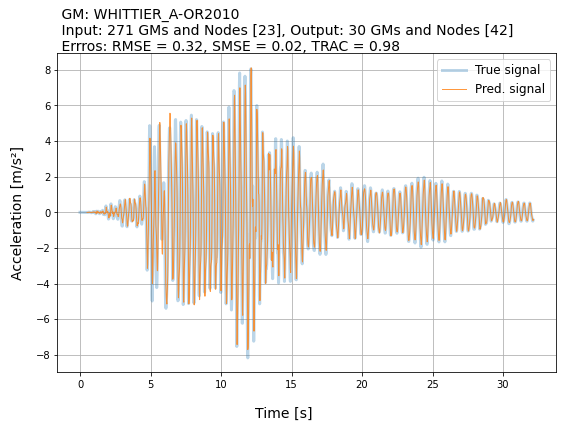 GM: WHITTIER_A-OR2010
Input: 271 GMs and Nodes [23], Output: 30 GMs and Nodes [42]
Errros: RMSE = 0.32, SMSE = 0.02, TRAC = 0.98
True signal
Pred. signal
Acceleration [m/s²]
8
6
4
2
0
−2
−4
−6
−8
0 5 10 15 20 25 30
Time [s]